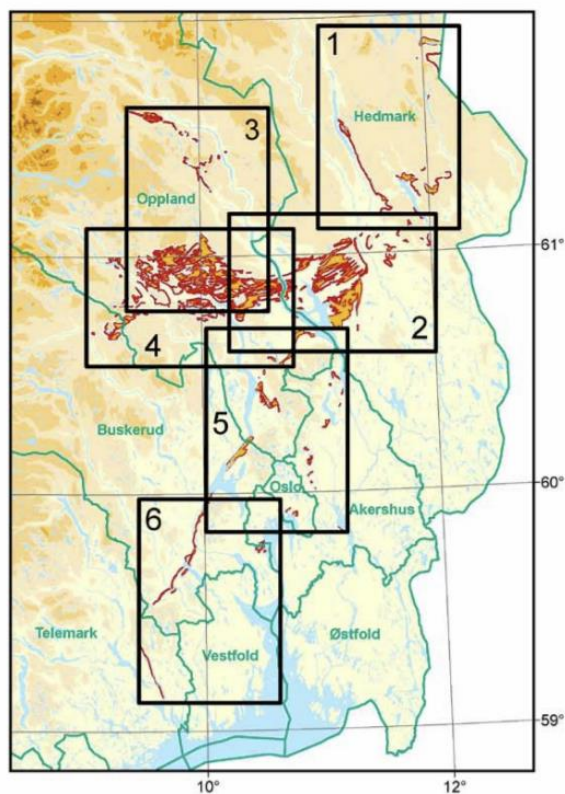 1
Hedmark
3
Oppland
61°
2
4
5
Buskerud
Oslo
60°
Akershus
6
Telemark
Vestfold
Østfold
59°
10°
12°